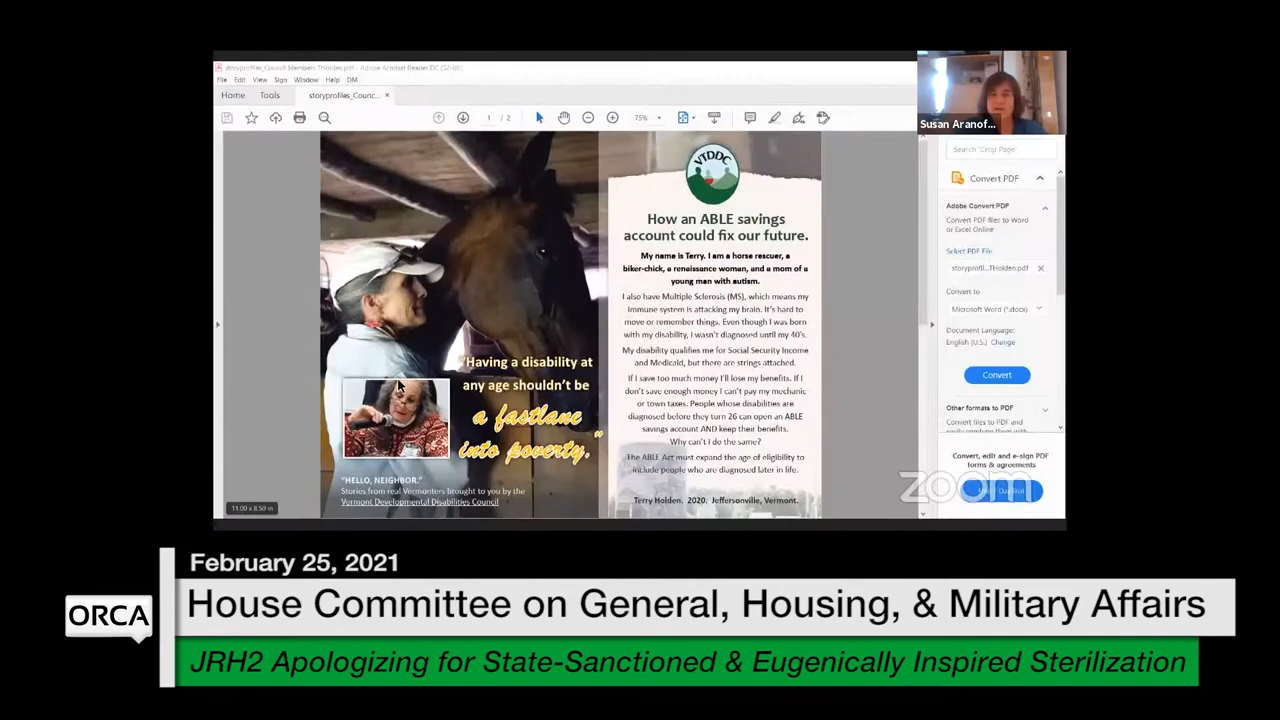 storyprofiles_Council Members THolden.pdf - Adobe Acrobat Reader DC (32-bit)
File Edit View Sign Window Help DM
Home Tools storyprofiles_Counc... ×
1 / 2 75%
Susan Aranof...
Search 'Crop Page'
Convert PDF
Adobe Convert PDF
Convert PDF files to Word
or Excel Online
Select PDF File
storyprofil...THolden.pdf X
Convert to
Microsoft Word (*.docx)
Document Language:
English (U.S.) Change
Convert
Other formats to PDF
Convert files to PDF and
easily combine them with
Convert, edit and e-sign PDF
forms & agreements
zoom
VTDDC
How an ABLE savings
account could fix our future.
My name is Terry. I am a horse rescuer, a
biker-chick, a renaissance woman, and a mom of a
young man with autism.
I also have Multiple Sclerosis (MS), which means my
immune system is attacking my brain. It's hard to
move or remember things. Even though I was born
with my disability, I wasn't diagnosed until my 40's.
My disability qualifies me for Social Security Income
and Medicaid, but there are strings attached.
If I save too much money I'll lose my benefits. If I
don't save enough money I can't pay my mechanic
or town taxes. People whose disabilities are
diagnosed before they turn 26 can open an ABLE
savings account AND keep their benefits.
Why can't I do the same?
The ABLE Act must expand the age of eligibility to
include people who are diagnosed later in life.
Terry Holden. 2020. Jeffersonville, Vermont.
"Having a disability at
any age shouldn't be
a fastlane
into poverty."
"HELLO, NEIGHBOR."
Stories from real Vermonters brought to you by the
Vermont Developmental Disabilities Council
11.00 x 8.50 in
February 25, 2021
ORCA
House Committee on General, Housing, & Military Affairs
JRH2 Apologizing for State-Sanctioned & Eugenically Inspired Sterilization